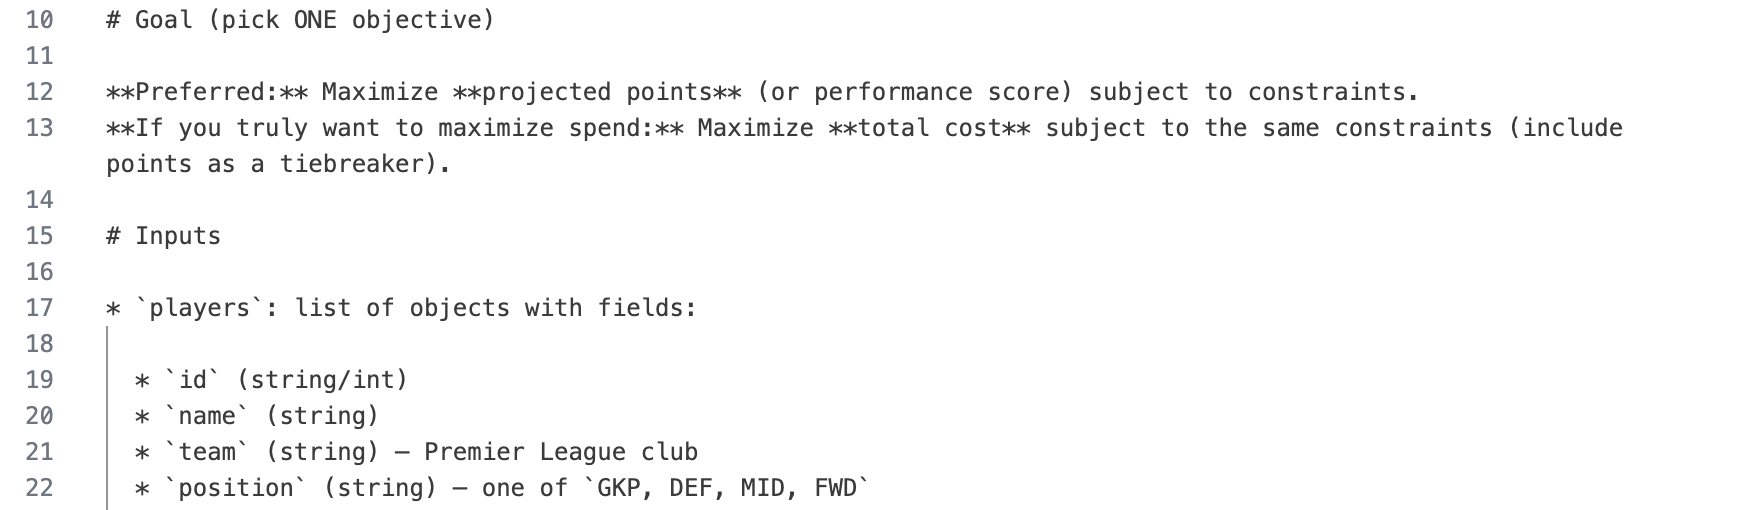 10 # Goal (pick ONE objective)
11
12 **Preferred:** Maximize **projected points** (or performance score) subject to constraints.
13 **If you truly want to maximize spend:** Maximize **total cost** subject to the same constraints (include
points as a tiebreaker).
14
15 # Inputs
16
17 * `players`: list of objects with fields:
18
19 * `id` (string/int)
20 * `name` (string)
21 * `team` (string) — Premier League club
22 * `position` (string) — one of `GKP, DEF, MID, FWD`